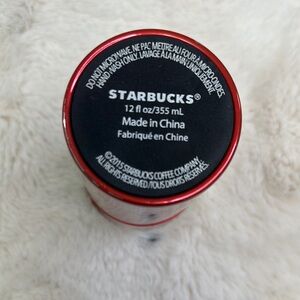 DO NOT MICROWAVE. NE PAC METTRE AU FOUR À MICRO-ONDES.
HAND WASH ONLY. LAVAGE À LA MAIN UNIQUEMENT.
STARBUCKS®
12 fl oz/355 mL
Made in China
Fabriqué en Chine
©2015 STARBUCKS COFFEE COMPANY.
ALL RIGHTS RESERVED./TOUS DROITS RÉSERVÉS.